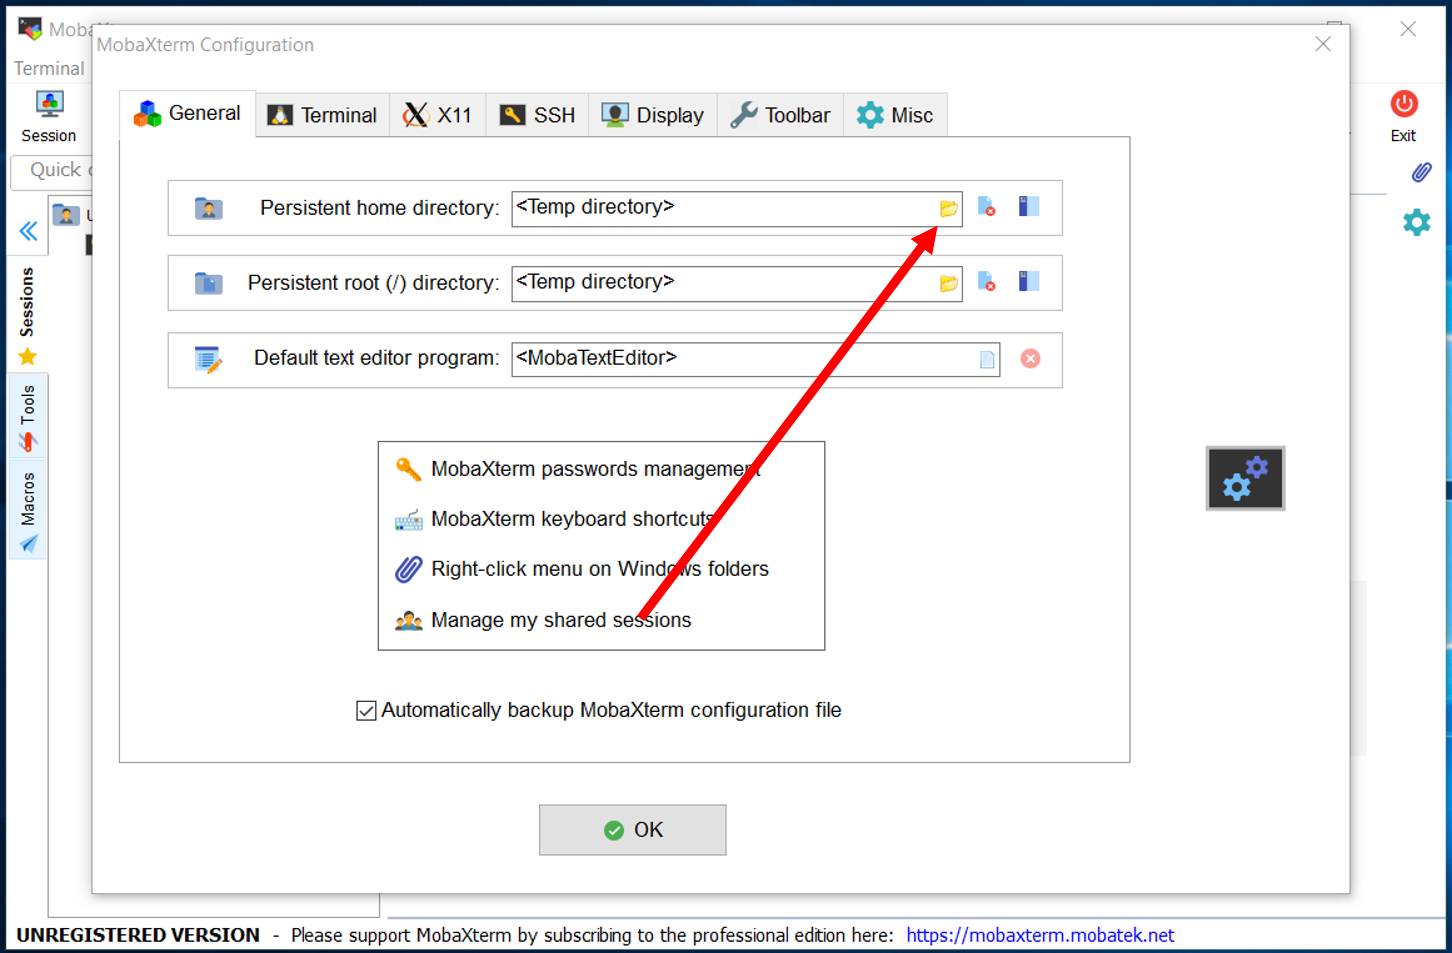 Moba
MobaXterm Configuration
Terminal
Session
Exit
General
Terminal
X11
SSH
Display
Toolbar
Misc
Quick
Persistent home directory: <Temp directory>
Persistent root (/) directory: <Temp directory>
Default text editor program: <MobaTextEditor>
Sessions
Tools
Macros
MobaXterm passwords management
MobaXterm keyboard shortcuts
Right-click menu on Windows folders
Manage my shared sessions
Automatically backup MobaXterm configuration file
OK
UNREGISTERED VERSION - Please support MobaXterm by subscribing to the professional edition here: https://mobaxterm.mobatek.net